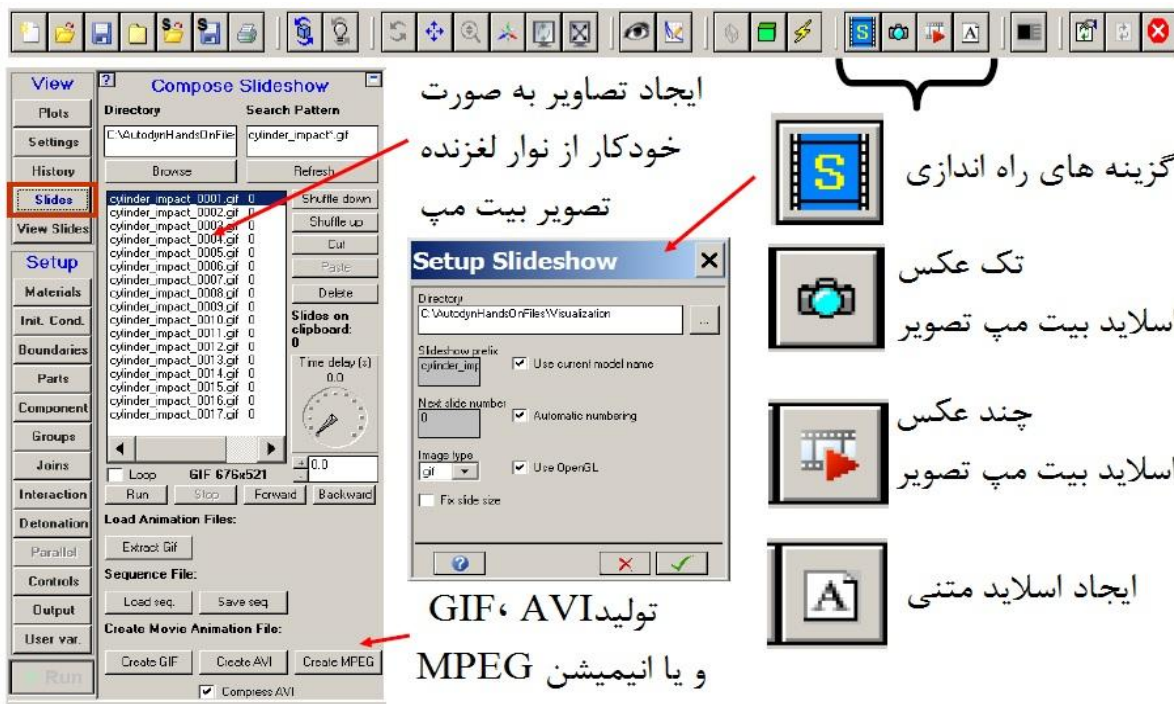 View
Plots
Settings
History
Slides
View Slides
Setup
Materials
Init. Cond.
Boundaries
Parts
Component
Groups
Joins
Interaction
Detonation
Parallel
Controls
Output
User var.
Run
? Compose Slideshow
Directory Search Pattern
C:\AutodynHandsOnFile cylinder_impact*.gif
Browse Refresh
cylinder_impact_0001.gif 0
cylinder_impact_0002.gif 0
cylinder_impact_0003.gif 0
cylinder_impact_0004.gif 0
cylinder_impact_0005.gif 0
cylinder_impact_0006.gif 0
cylinder_impact_0007.gif 0
cylinder_impact_0008.gif 0
cylinder_impact_0009.gif 0
cylinder_impact_0010.gif 0
cylinder_impact_0011.gif 0
cylinder_impact_0012.gif 0
cylinder_impact_0013.gif 0
cylinder_impact_0014.gif 0
cylinder_impact_0015.gif 0
cylinder_impact_0016.gif 0
cylinder_impact_0017.gif 0
Shuffle down
Shuffle up
Cut
Paste
Delete
Slides on
clipboard:
0
Time delay (s)
0.0
0.0
Loop GIF 676x521
Run Stop Forward Backward
Load Animation Files:
Extract Gif
Sequence File:
Load seq. Save seq
Create Movie Animation File:
Create GIF Create AVI Create MPEG
Compress AVI
ایجاد تصاویر به صورت
خودکار از نوار لغزنده
تصویر بیت مپ
Setup Slideshow
Directory
C:\AutodynHandsOnFiles\Visualization
...
Slideshow prefix
cylinder_imp Use current model name
Next slide number
0 Automatic numbering
Image type
gif Use OpenGL
Fix slide size
تولید GIF، AVI
و یا انیمیشن MPEG
S
گزینه های راه اندازی
تک عکس
اسلاید بیت مپ تصویر
چند عکس
اسلاید بیت مپ تصویر
A
ایجاد اسلاید متنی